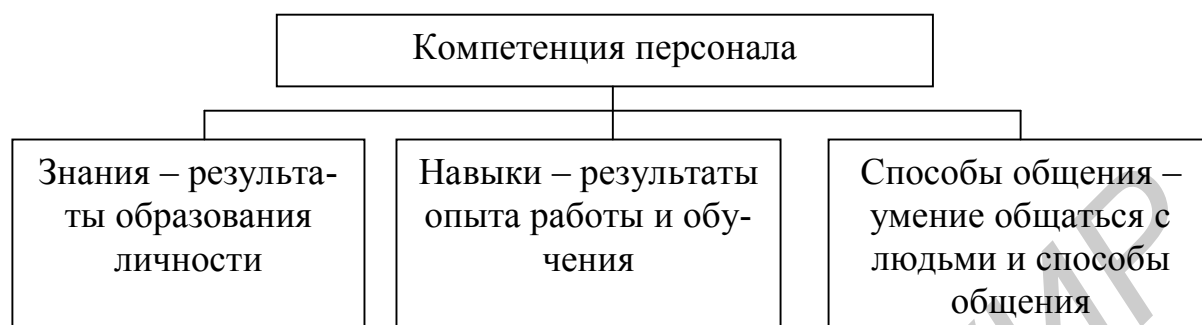 Компетенция персонала
Знания – результа-
ты образования
личности
Навыки – результаты
опыта работы и обу-
чения
Способы общения –
умение общаться с
людьми и способы
общения